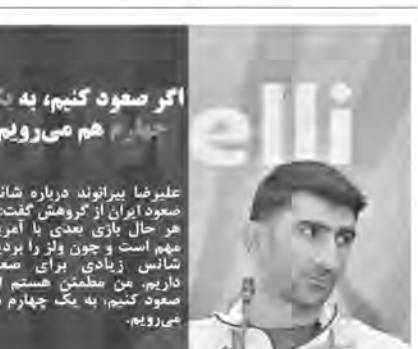 اگر صعود کنیم، به
چهارم هم می‌رویم
elli
علیرضا بیرانوند درباره
صعود ایران از گروهش گفت:
هر حال بازی بعدی با
مهم است و چون ولز را
شانس زیادی برای
داریم. من مطمئن هستم
صعود کنیم، به یک چهارم
می‌رویم.